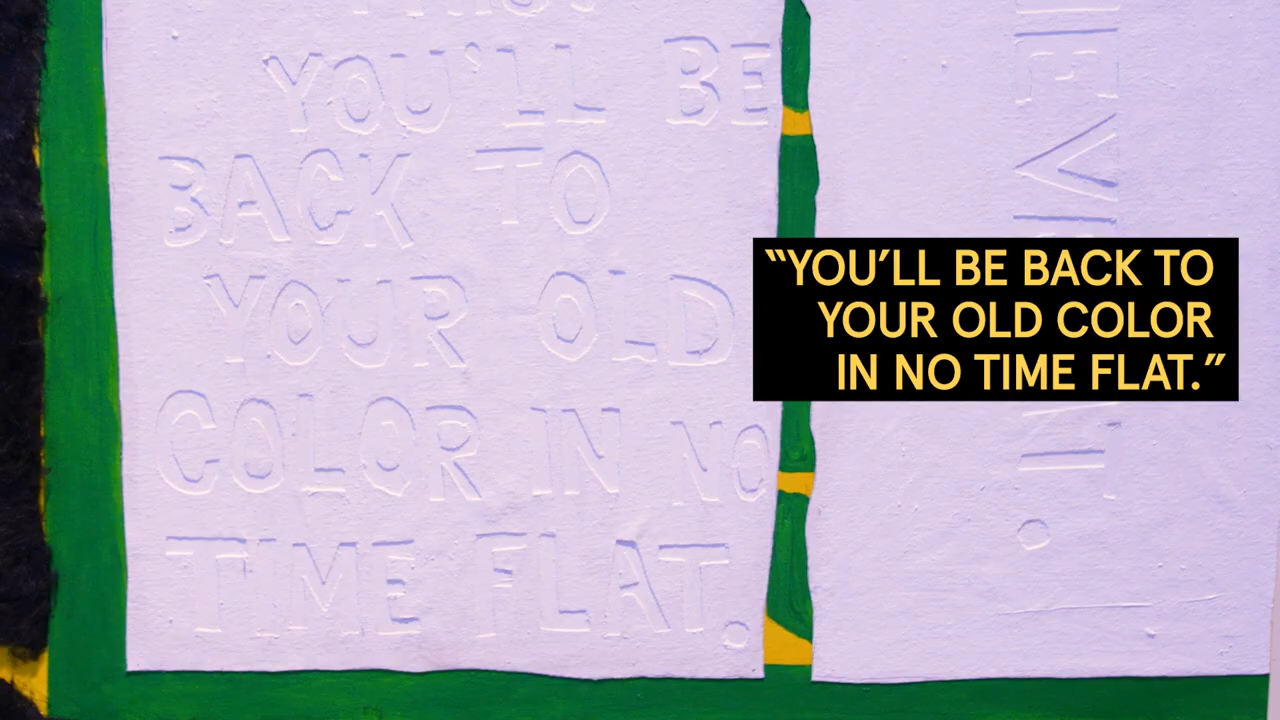 YOU'LL BE
BACK TO
YOUR OLD
COLOR IN NO
TIME FLAT.
“YOU’LL BE BACK TO
YOUR OLD COLOR
IN NO TIME FLAT.”